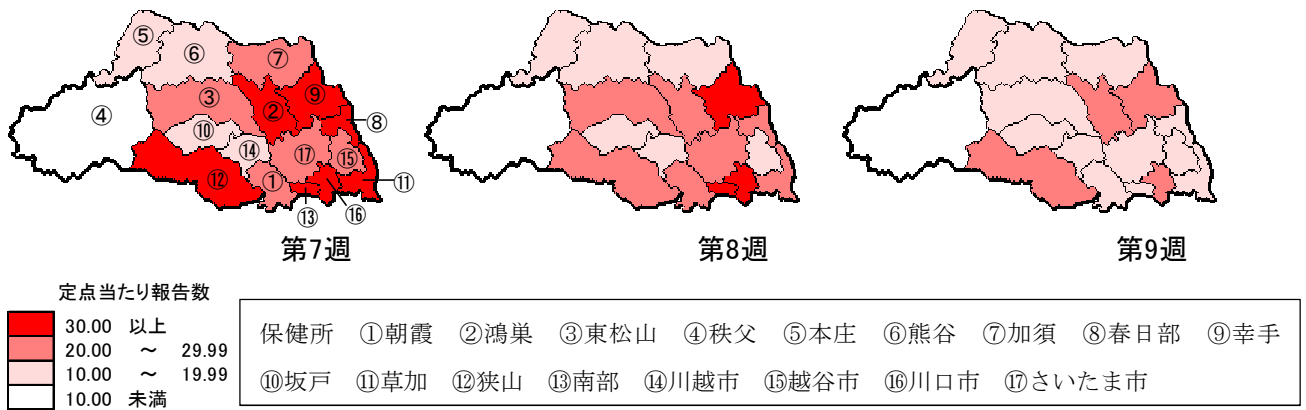 ⑤
⑥
⑦
④
③
②
⑨
⑧
⑩
⑭
⑰
⑮
⑫
①
⑪
⑬
⑯
第7週
第8週
第9週
定点当たり報告数
30.00 以上
20.00 ～ 29.99
10.00 ～ 19.99
10.00 未満
保健所 ①朝霞 ②鴻巣 ③東松山 ④秩父 ⑤本庄 ⑥熊谷 ⑦加須 ⑧春日部 ⑨幸手
⑩坂戸 ⑪草加 ⑫狭山 ⑬南部 ⑭川越市 ⑮越谷市 ⑯川口市 ⑰さいたま市